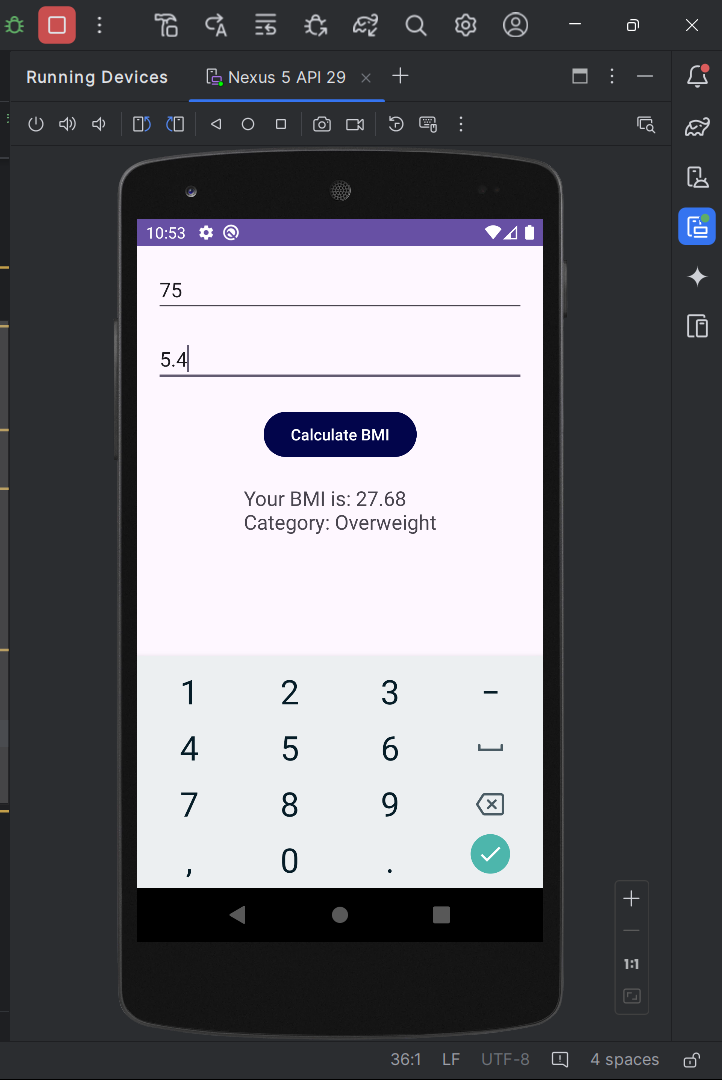 Running Devices
Nexus 5 API 29
10:53
75
5.4
Calculate BMI
Your BMI is: 27.68
Category: Overweight
1 2 3 -
4 5 6
7 8 9
, 0 .
1:1
36:1 LF UTF-8 4 spaces